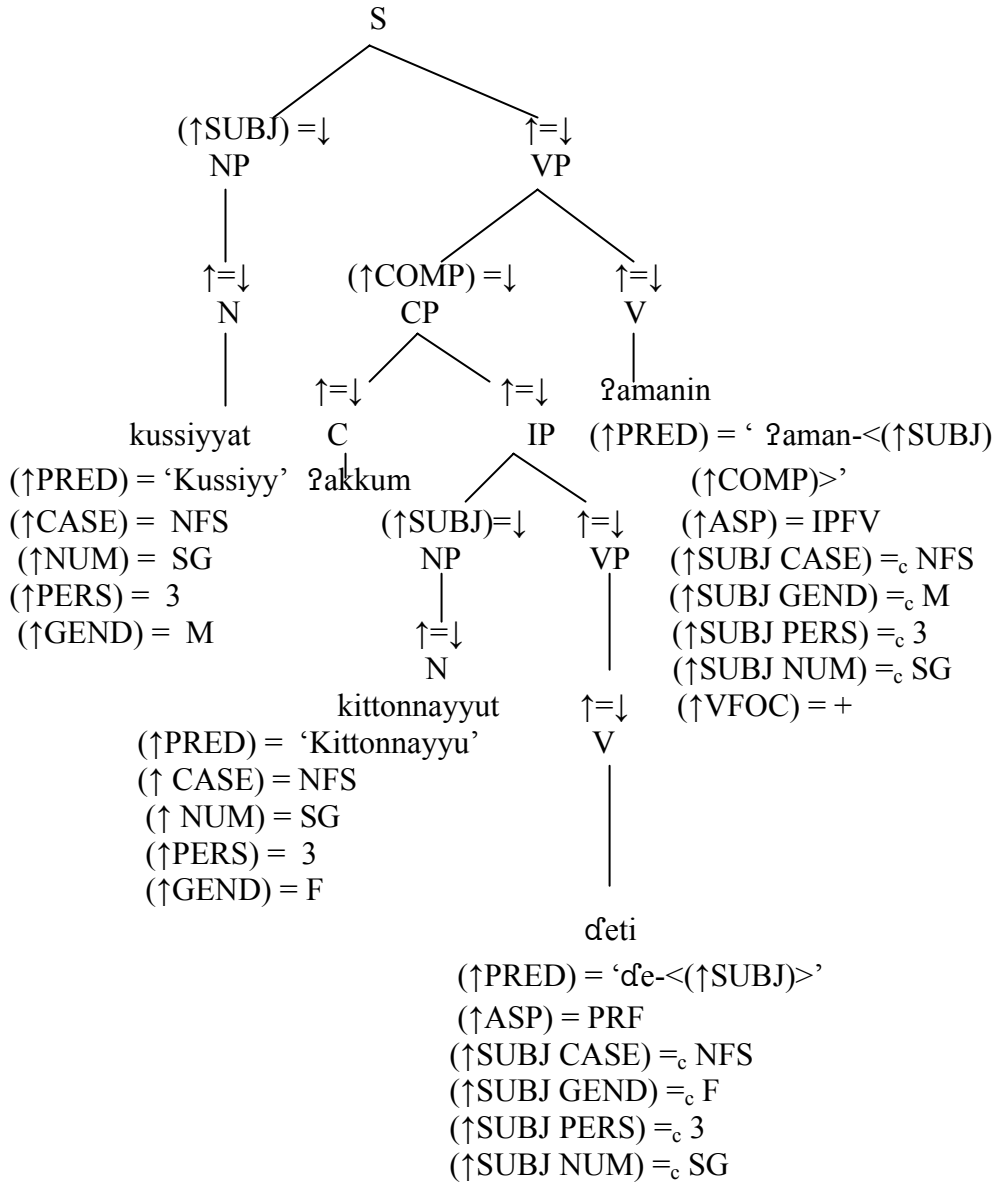 S
(↑SUBJ) =↓ ↑=↓
NP VP
↑=↓ (↑COMP) =↓ ↑=↓
N CP V
↑=↓ ↑=↓ ʔamanin
kussiyyat C IP (↑PRED) = ‘ ʔaman-<(↑SUBJ)
(↑PRED) = ‘Kussiyy’ ʔakkum (↑COMP)>’
(↑CASE) = NFS (↑SUBJ)=↓ ↑=↓ (↑ASP) = IPFV
(↑NUM) = SG NP VP (↑SUBJ CASE) =c NFS
(↑PERS) = 3 (↑SUBJ GEND) =c M
(↑GEND) = M ↑=↓ (↑SUBJ PERS) =c 3
N (↑SUBJ NUM) =c SG
kittonnayyut ↑=↓ (↑VFOC) = +
(↑PRED) = ‘Kittonnayyu’ V
(↑ CASE) = NFS
(↑ NUM) = SG
(↑PERS) = 3
(↑GEND) = F
ɗeti
(↑PRED) = ‘ɗe-<(↑SUBJ)>’
(↑ASP) = PRF
(↑SUBJ CASE) =c NFS
(↑SUBJ GEND) =c F
(↑SUBJ PERS) =c 3
(↑SUBJ NUM) =c SG